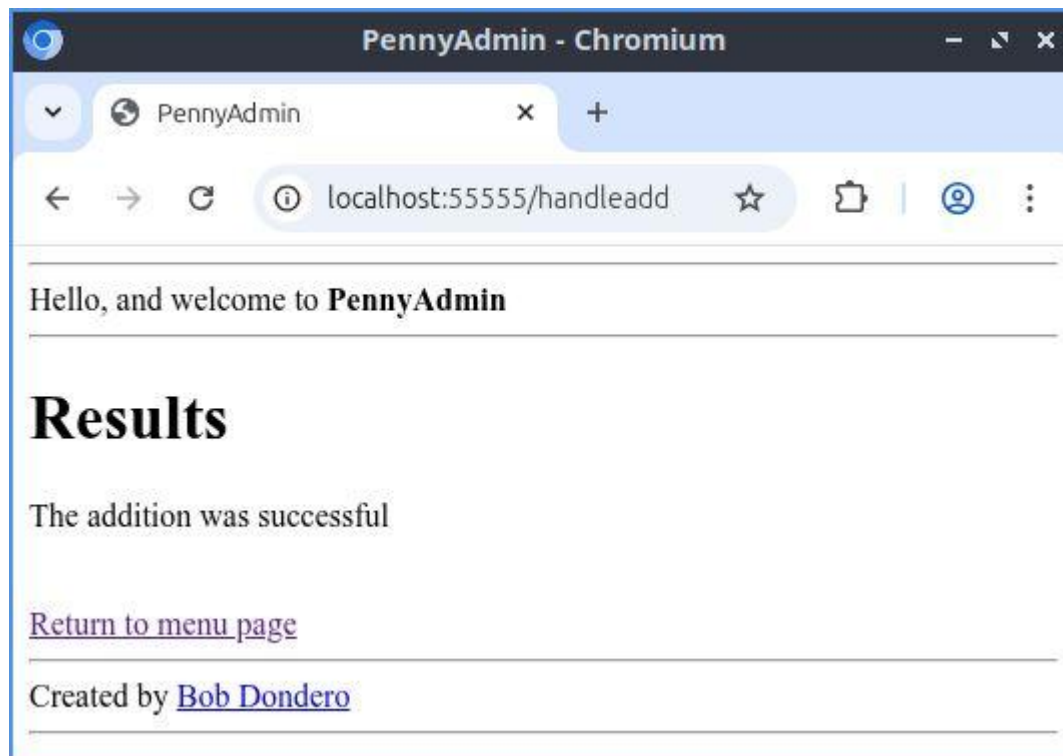 PennyAdmin - Chromium
PennyAdmin
localhost:55555/handleadd
Hello, and welcome to PennyAdmin
Results
The addition was successful
Return to menu page
Created by Bob Dondero